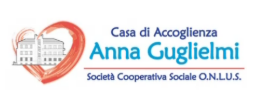 Casa di Accoglienza
Anna Guglielmi
Società Cooperativa Sociale O.N.L.U.S.